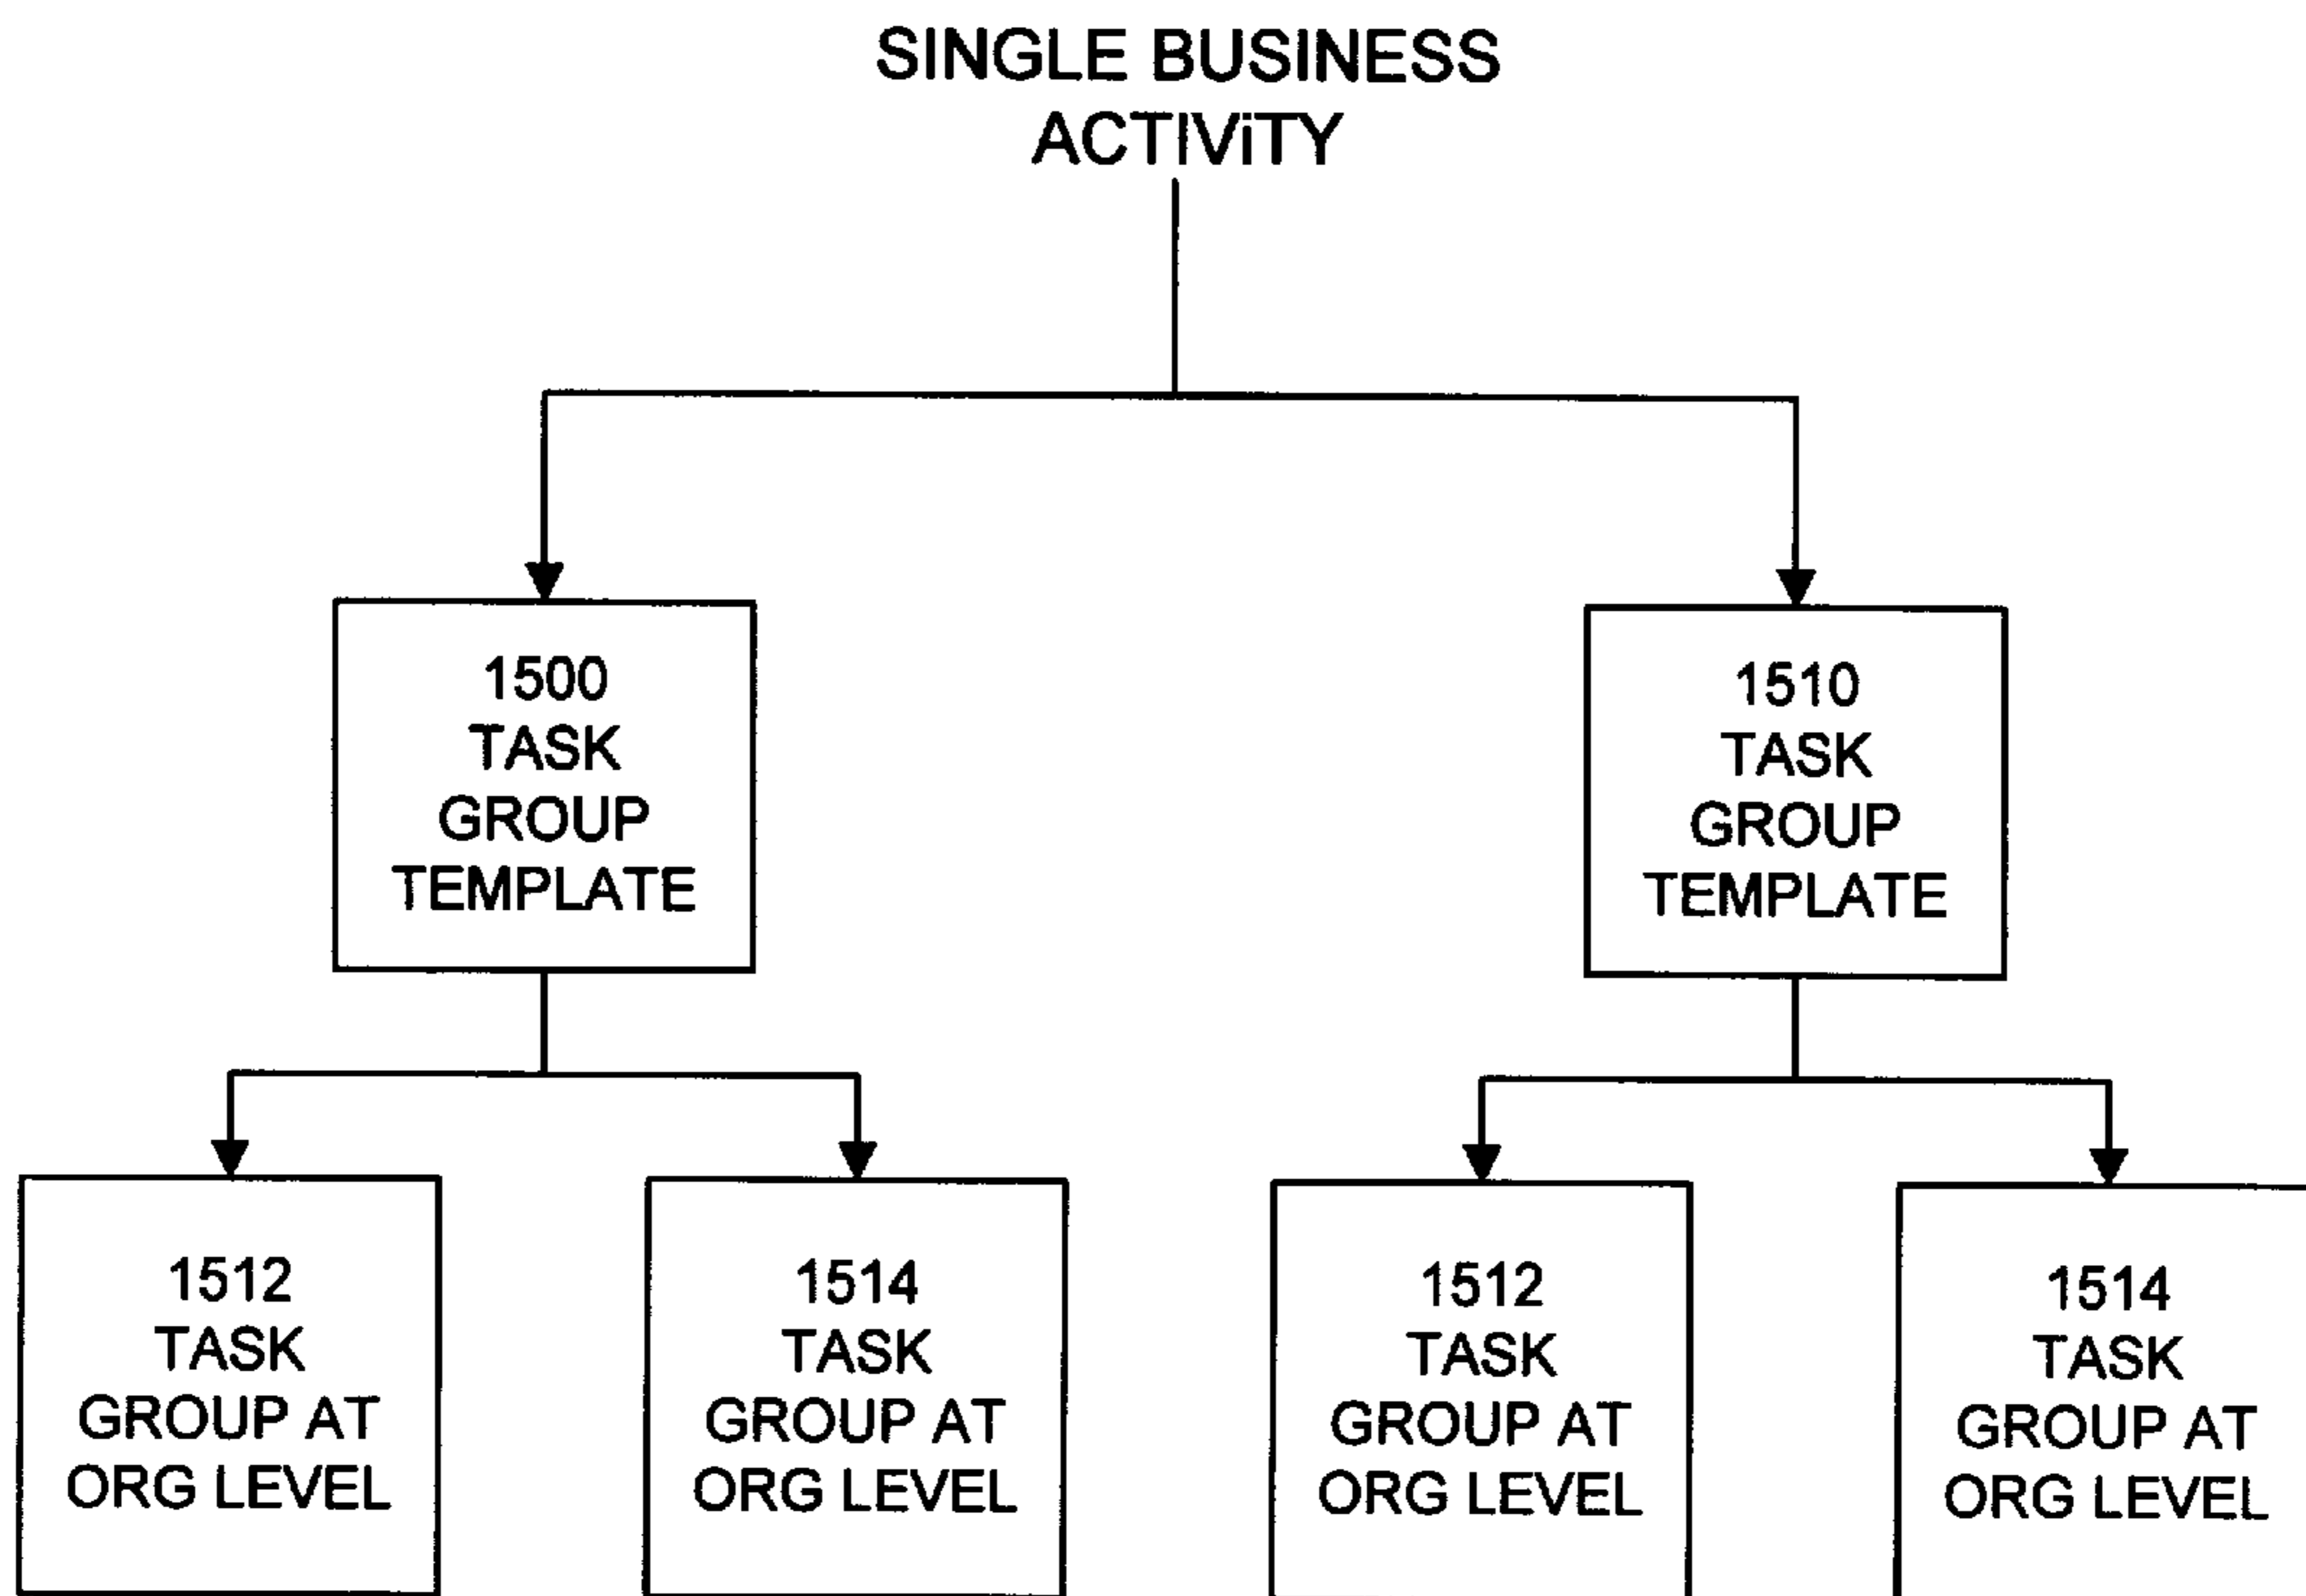 SINGLE BUSINESS
ACTIViTY
1500
TASK
GROUP
TEMPLATE
1510
TASK
GROUP
TEMPLATE
1512
TASK
GROUP AT
ORG LEVEL
1514
TASK
GROUP AT
ORG LEVEL
1512
TASK
GROUP AT
ORG LEVEL
1514
TASK
GROUP AT
ORG LEVEL